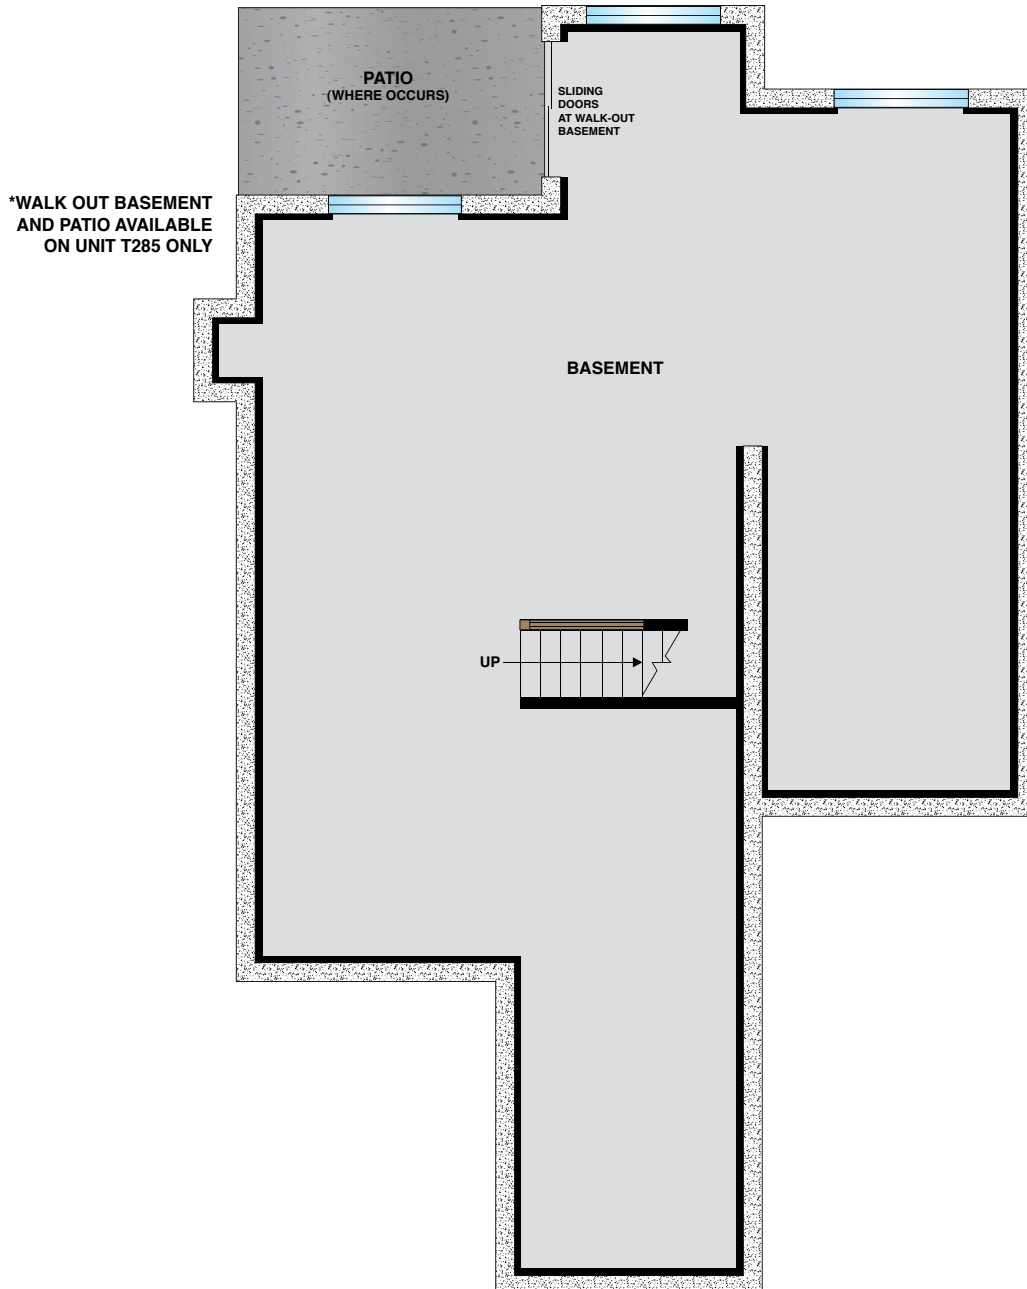 PATIO
(WHERE OCCURS)
SLIDING
DOORS
AT WALK-OUT
BASEMENT
*WALK OUT BASEMENT
AND PATIO AVAILABLE
ON UNIT T285 ONLY
BASEMENT
UP